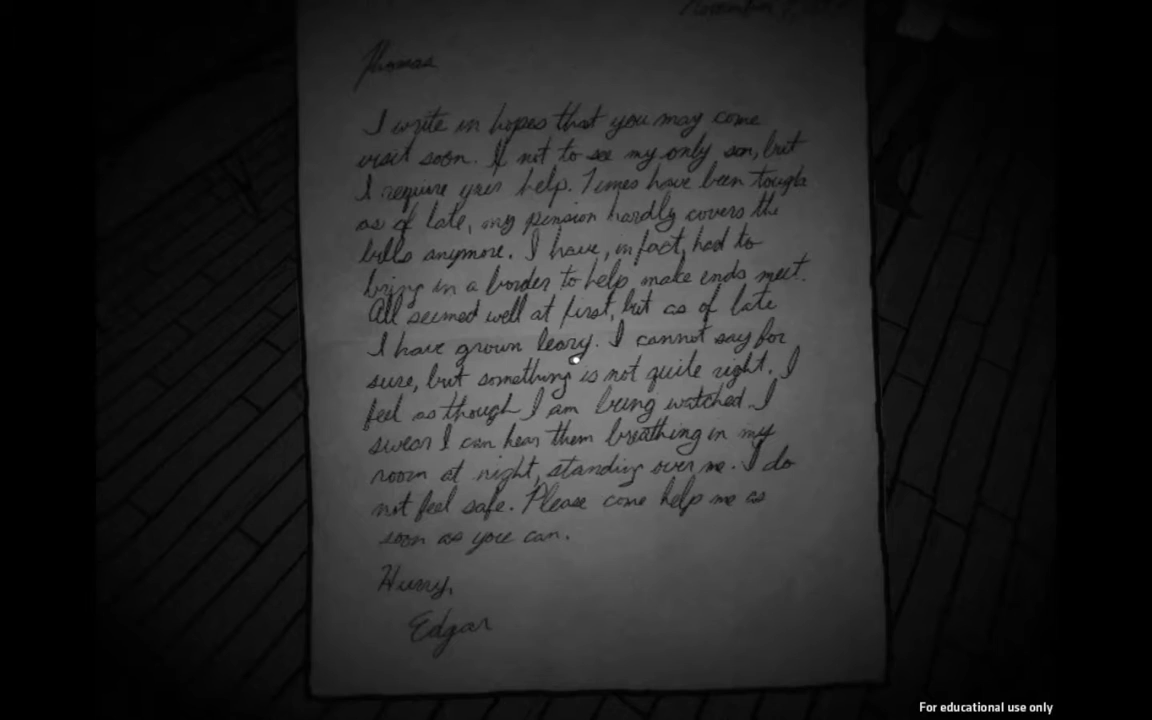 November
Thomas
I write in hopes that you may come
visit soon. If not to see my only son, but
I require your help. Times have been tough
as of late, my pension hardly covers the
bills anymore. I have, in fact, had to
bring in a border to help make ends meet.
All seemed well at first, but as of late
I have grown leary. I cannot say for
sure, but something is not quite right. I
feel as though I am being watched. I
swear I can hear them breathing in my
room at night, standing over me. I do
not feel safe. Please come help me as
soon as you can.
Hurry,
Edgar
For educational use only